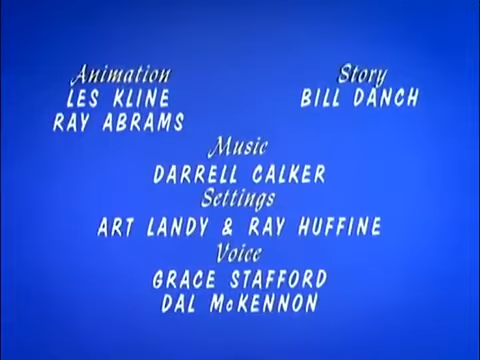 Animation
LES KLINE
RAY ABRAMS
Story
BILL DANCH
Music
DARRELL CALKER
Settings
ART LANDY & RAY HUFFINE
Voice
GRACE STAFFORD
DAL McKENNON